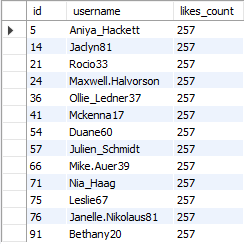 id username likes_count
5 Aniya_Hackett 257
14 Jaclyn81 257
21 Rocio33 257
24 Maxwell.Halvorson 257
36 Ollie_Ledner37 257
41 Mckenna17 257
54 Duane60 257
57 Julien_Schmidt 257
66 Mike.Auer39 257
71 Nia_Haag 257
75 Leslie67 257
76 Janelle.Nikolaus81 257
91 Bethany20 257